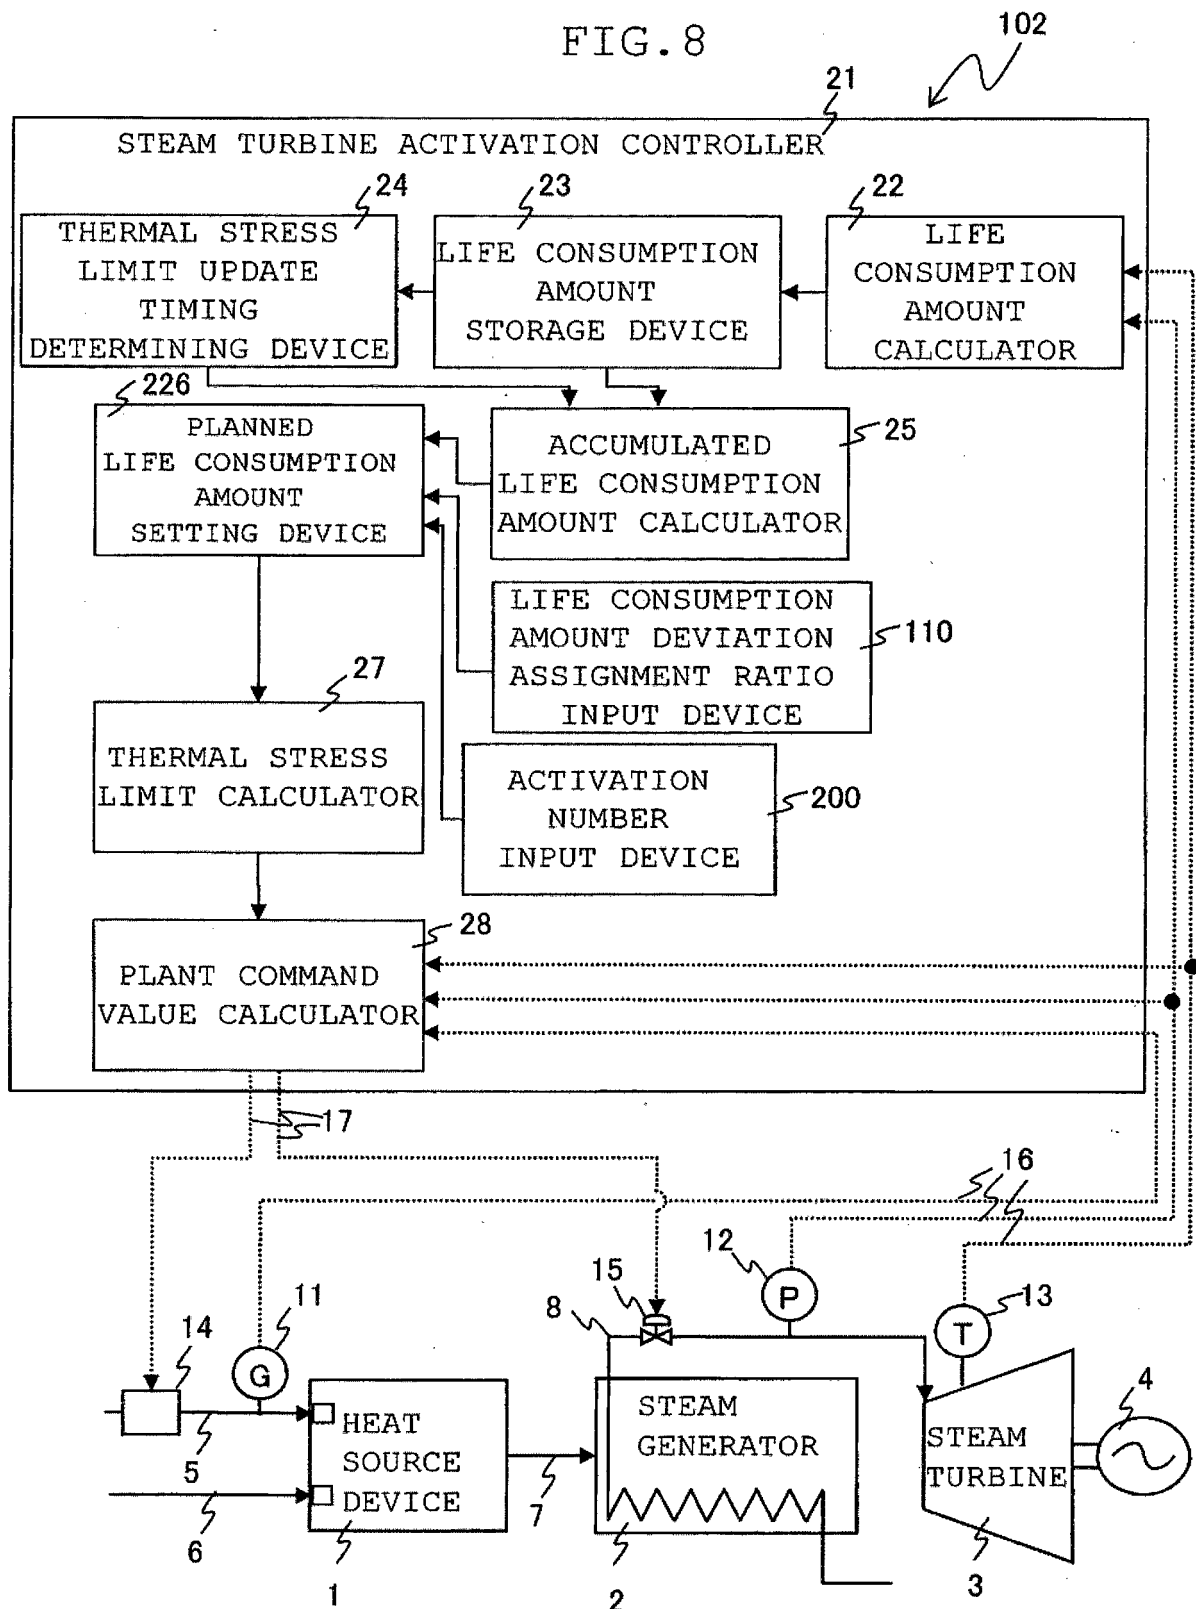 FIG.8
102
21
STEAM TURBINE ACTIVATION CONTROLLER
24
23
22
THERMAL STRESS
LIMIT UPDATE
TIMING
DETERMINING DEVICE
LIFE CONSUMPTION
AMOUNT
STORAGE DEVICE
LIFE
CONSUMPTION
AMOUNT
CALCULATOR
226
PLANNED
LIFE CONSUMPTION
AMOUNT
SETTING DEVICE
25
ACCUMULATED
LIFE CONSUMPTION
AMOUNT CALCULATOR
LIFE CONSUMPTION
AMOUNT DEVIATION
ASSIGNMENT RATIO
INPUT DEVICE
110
27
THERMAL STRESS
LIMIT CALCULATOR
ACTIVATION
NUMBER
INPUT DEVICE
200
28
PLANT COMMAND
VALUE CALCULATOR
17
16
12
P
15
8
13
T
11
G
14
4
HEAT
SOURCE
DEVICE
STEAM
GENERATOR
STEAM
TURBINE
5
7
6
1
2
3